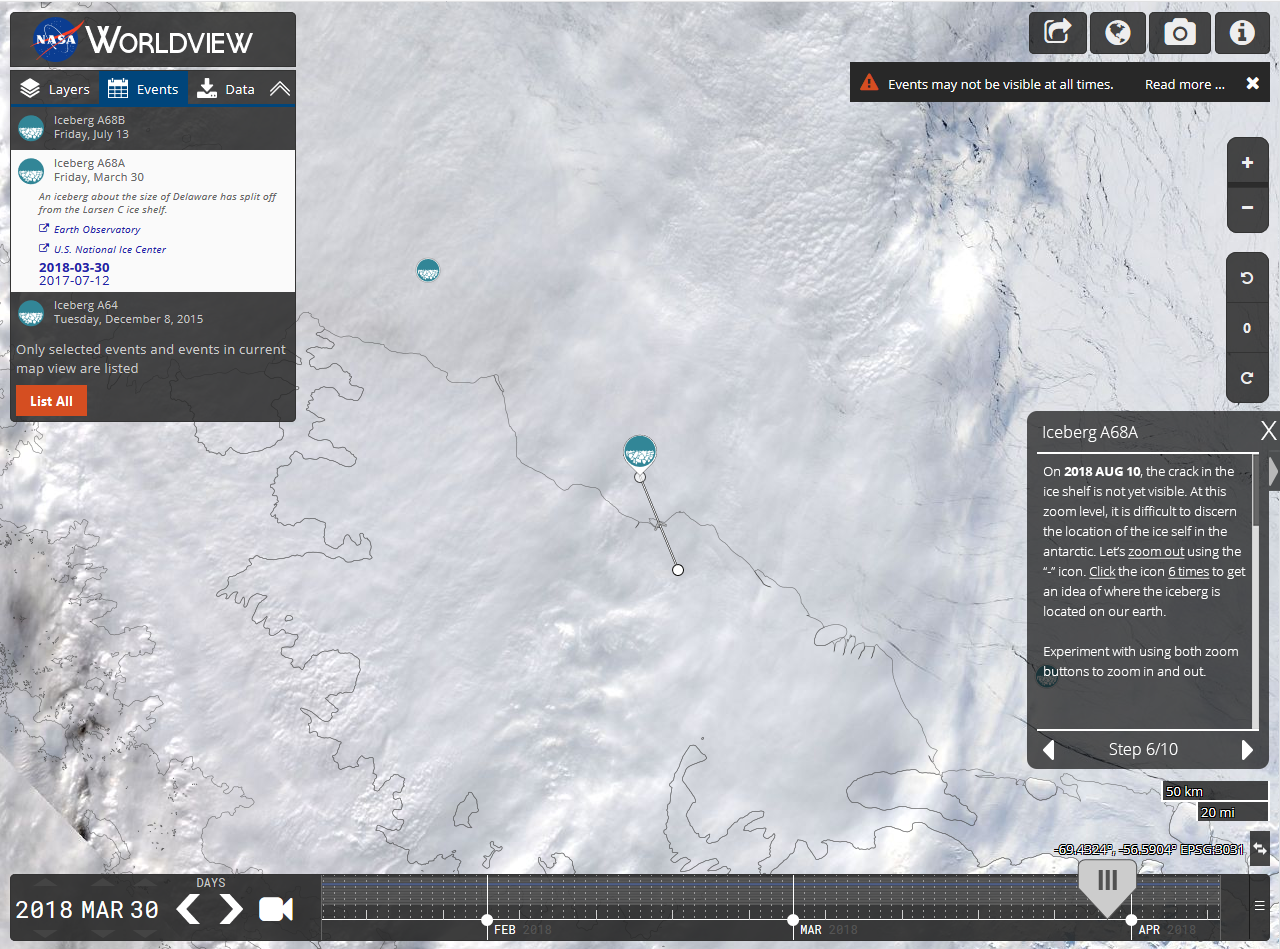 NASA WORLDVIEW
Layers Events Data
Iceberg A68B
Friday, July 13
Iceberg A68A
Friday, March 30
An iceberg about the size of Delaware has split off
from the Larsen C ice shelf.
Earth Observatory
U.S. National Ice Center
2018-03-30
2017-07-12
Iceberg A64
Tuesday, December 8, 2015
Only selected events and events in current
map view are listed
List All
Events may not be visible at all times. Read more ...
+
−
0
Iceberg A68A X
On 2018 AUG 10, the crack in the
ice shelf is not yet visible. At this
zoom level, it is difficult to discern
the location of the ice self in the
antarctic. Let's zoom out using the
"-" icon. Click the icon 6 times to get
an idea of where the iceberg is
located on our earth.
Experiment with using both zoom
buttons to zoom in and out.
Step 6/10
50 km
20 mi
-69.4324°, -56.5904° EPSG:3031
DAYS
2018 MAR 30
FEB 2018 MAR 2018 APR 2018